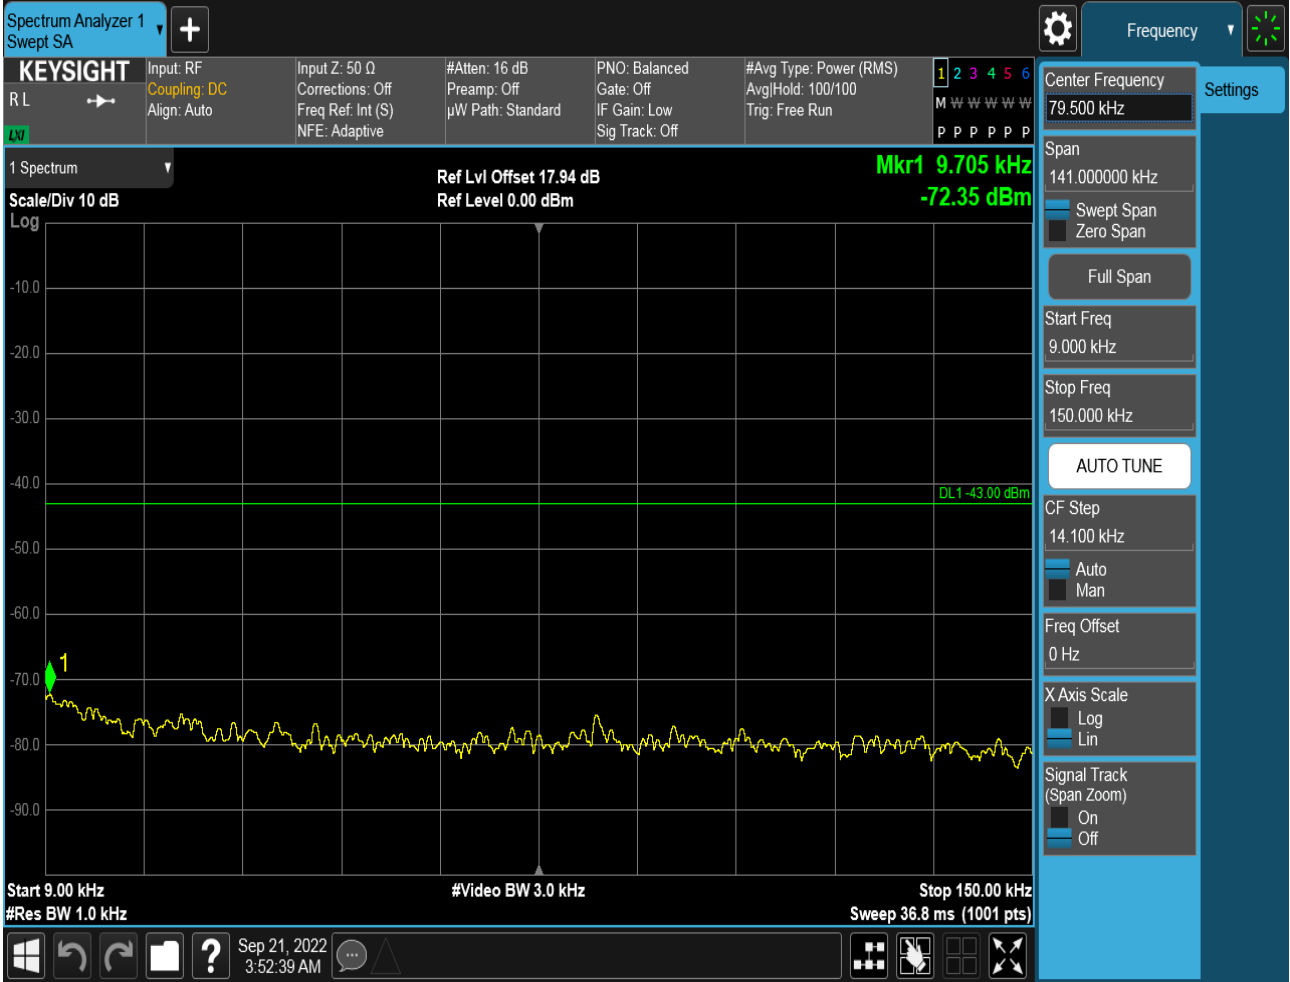 Spectrum Analyzer 1
Swept SA
Frequency
KEYSIGHT
R L
LXI
Input: RF
Coupling: DC
Align: Auto
Input Z: 50 Ω
Corrections: Off
Freq Ref: Int (S)
NFE: Adaptive
#Atten: 16 dB
Preamp: Off
µW Path: Standard
PNO: Balanced
Gate: Off
IF Gain: Low
Sig Track: Off
#Avg Type: Power (RMS)
Avg|Hold: 100/100
Trig: Free Run
1 2 3 4 5 6
M W W W W W
P P P P P P
1 Spectrum
Scale/Div 10 dB
Log
Ref Lvl Offset 17.94 dB
Ref Level 0.00 dBm
Mkr1 9.705 kHz
-72.35 dBm
-10.0
-20.0
-30.0
-40.0
DL1 -43.00 dBm
-50.0
-60.0
1
-70.0
-80.0
-90.0
Start 9.00 kHz
#Video BW 3.0 kHz
Stop 150.00 kHz
#Res BW 1.0 kHz
Sweep 36.8 ms (1001 pts)
Center Frequency
79.500 kHz
Settings
Span
141.000000 kHz
Swept Span
Zero Span
Full Span
Start Freq
9.000 kHz
Stop Freq
150.000 kHz
AUTO TUNE
CF Step
14.100 kHz
Auto
Man
Freq Offset
0 Hz
X Axis Scale
Log
Lin
Signal Track
(Span Zoom)
On
Off
?
Sep 21, 2022
3:52:39 AM